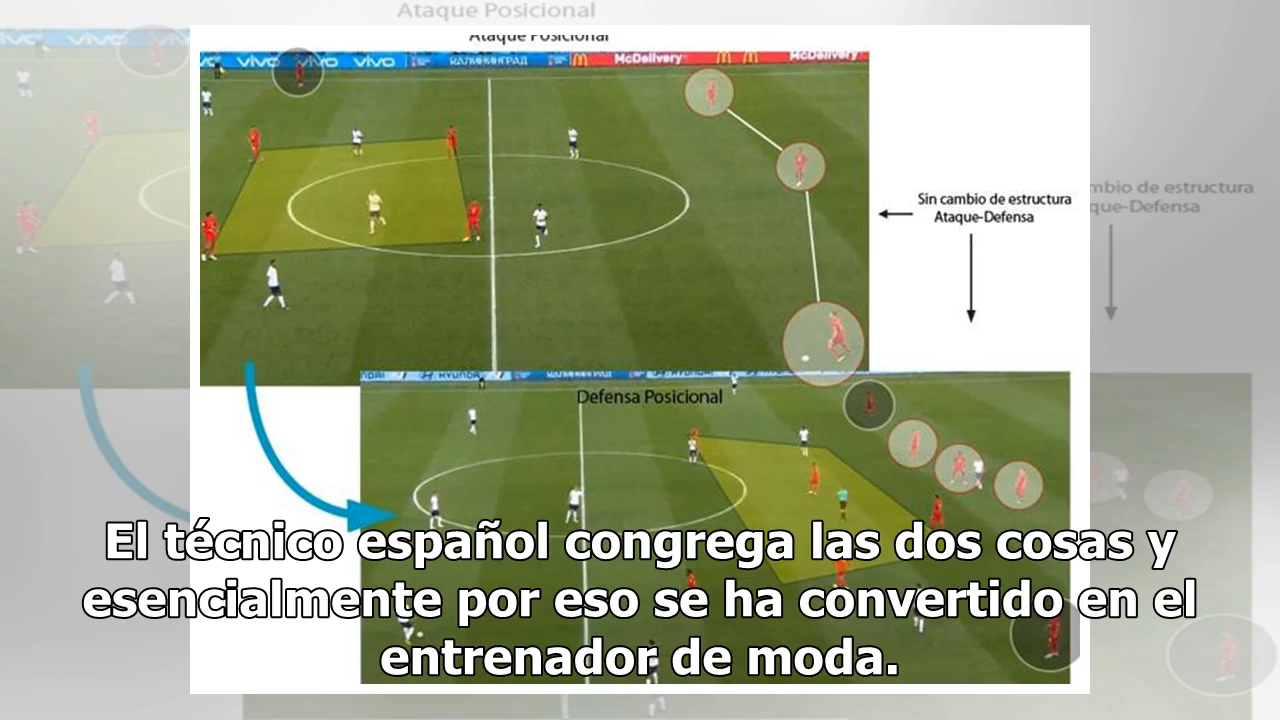 Ataque Posicional
Ataque Posicional
vivo vivo vivo КАЛИНИНГРАД McDelivery McDelivery
Sin cambio de estructura
Ataque-Defensa
mbio de estructura
que-Defensa
HYUNDAI
Defensa Posicional
El técnico español congrega las dos cosas y
esencialmente por eso se ha convertido en el
entrenador de moda.